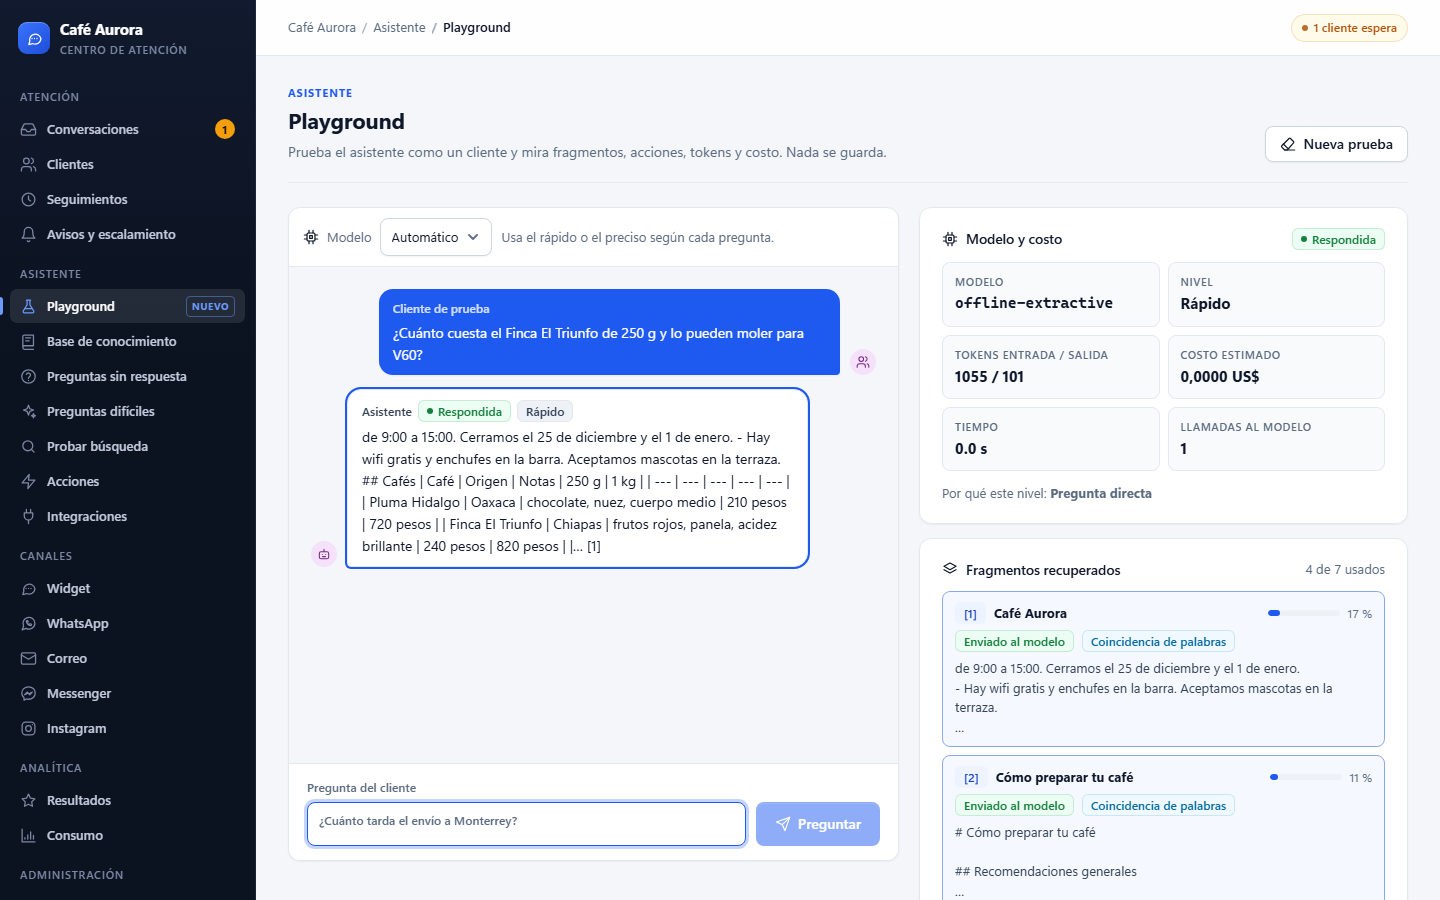 Café Aurora
CENTRO DE ATENCIÓN
ATENCIÓN
Conversaciones
1
Clientes
Seguimientos
Avisos y escalamiento
ASISTENTE
Playground
NUEVO
Base de conocimiento
Preguntas sin respuesta
Preguntas difíciles
Probar búsqueda
Acciones
Integraciones
CANALES
Widget
WhatsApp
Correo
Messenger
Instagram
ANALÍTICA
Resultados
Consumo
ADMINISTRACIÓN
Café Aurora / Asistente / Playground
1 cliente espera
ASISTENTE
Playground
Prueba el asistente como un cliente y mira fragmentos, acciones, tokens y costo. Nada se guarda.
Nueva prueba
Modelo
Automático
Usa el rápido o el preciso según cada pregunta.
Cliente de prueba
¿Cuánto cuesta el Finca El Triunfo de 250 g y lo pueden moler para
V60?
Asistente
Respondida
Rápido
de 9:00 a 15:00. Cerramos el 25 de diciembre y el 1 de enero. - Hay
wifi gratis y enchufes en la barra. Aceptamos mascotas en la terraza.
## Cafés | Café | Origen | Notas | 250 g | 1 kg | | --- | --- | --- | --- | --- |
| Pluma Hidalgo | Oaxaca | chocolate, nuez, cuerpo medio | 210 pesos
| 720 pesos | | Finca El Triunfo | Chiapas | frutos rojos, panela, acidez
brillante | 240 pesos | 820 pesos | |... [1]
Pregunta del cliente
¿Cuánto tarda el envío a Monterrey?
Preguntar
Modelo y costo
Respondida
MODELO
offline-extractive
NIVEL
Rápido
TOKENS ENTRADA / SALIDA
1055 / 101
COSTO ESTIMADO
0,0000 US$
TIEMPO
0.0 s
LLAMADAS AL MODELO
1
Por qué este nivel: Pregunta directa
Fragmentos recuperados
4 de 7 usados
[1]
Café Aurora
17 %
Enviado al modelo
Coincidencia de palabras
de 9:00 a 15:00. Cerramos el 25 de diciembre y el 1 de enero.
- Hay wifi gratis y enchufes en la barra. Aceptamos mascotas en la
terraza.
...
[2]
Cómo preparar tu café
11 %
Enviado al modelo
Coincidencia de palabras
# Cómo preparar tu café
## Recomendaciones generales
...